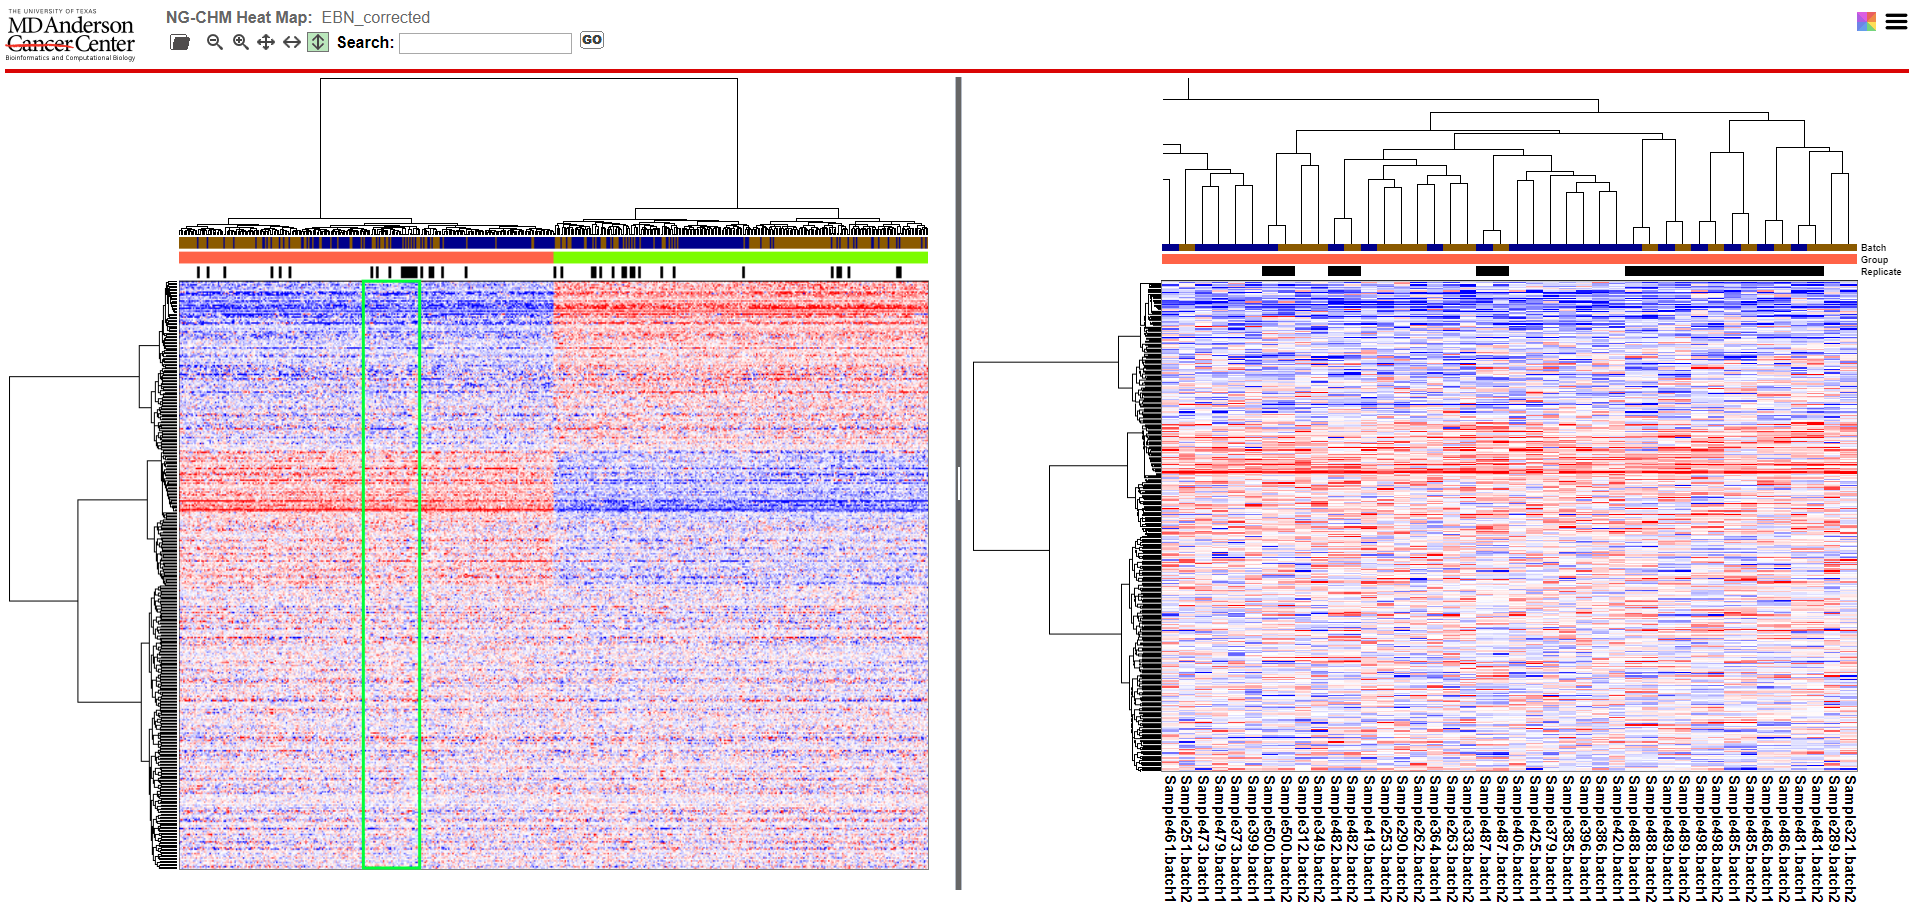 THE UNIVERSITY OF TEXAS
MD Anderson
Cancer Center
Bioinformatics and Computational Biology
NG-CHM Heat Map: EBN_corrected
Search:
GO
Batch
Group
Replicate
Sample461.batch1
Sample251.batch2
Sample473.batch1
Sample479.batch1
Sample373.batch1
Sample399.batch1
Sample500.batch1
Sample500.batch2
Sample312.batch2
Sample349.batch2
Sample482.batch1
Sample482.batch2
Sample419.batch1
Sample253.batch2
Sample290.batch2
Sample262.batch2
Sample364.batch1
Sample263.batch2
Sample338.batch2
Sample487.batch1
Sample487.batch2
Sample406.batch1
Sample425.batch1
Sample379.batch1
Sample385.batch1
Sample396.batch1
Sample386.batch1
Sample420.batch1
Sample488.batch2
Sample488.batch1
Sample489.batch1
Sample489.batch2
Sample498.batch1
Sample498.batch2
Sample485.batch1
Sample485.batch2
Sample486.batch1
Sample486.batch2
Sample481.batch1
Sample481.batch2
Sample289.batch2
Sample321.batch2